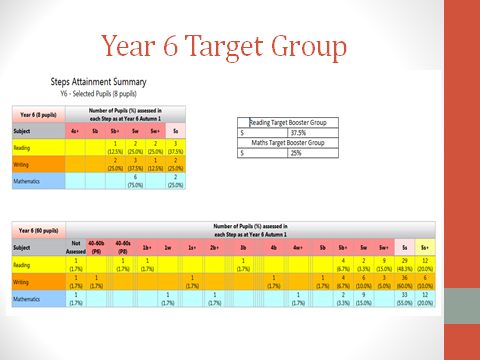 Year 6 Target Group
Steps Attainment Summary
Y6 - Selected Pupils (8 pupils)
Year 6 (8 pupils) Number of Pupils (%) assessed in each Step as at Year 6 Autumn 1
Subject 4s+ 5b 5b+ 5w 5w+ 5s
Reading 1 (12.5%) 2 (25.0%) 2 (25.0%) 3 (37.5%)
Writing 2 (25.0%) 3 (37.5%) 1 (12.5%) 2 (25.0%)
Mathematics 6 (75.0%) 2 (25.0%)
Reading Target Booster Group
S 37.5%
Maths Target Booster Group
S 25%
Year 6 (60 pupils) Number of Pupils (%) assessed in each Step as at Year 6 Autumn 1
Subject Not Assessed 40-60b (P6) 40-60s (P8) 1b+ 1w 1s+ 2b+ 3b 4b 4w+ 5b 5b+ 5w 5w+ 5s 5s+
Reading 1 (1.7%) 1 (1.7%) 1 (1.7%) 1 (1.7%) 4 (6.7%) 2 (3.3%) 9 (15.0%) 29 (48.3%) 12 (20.0%)
Writing 1 (1.7%) 1 (1.7%) 1 (1.7%) 1 (1.7%) 1 (1.7%) 4 (6.7%) 6 (10.0%) 3 (5.0%) 36 (60.0%) 6 (10.0%)
Mathematics 1 (1.7%) 1 (1.7%) 1 (1.7%) 1 (1.7%) 2 (3.3%) 9 (15.0%) 33 (55.0%) 12 (20.0%)